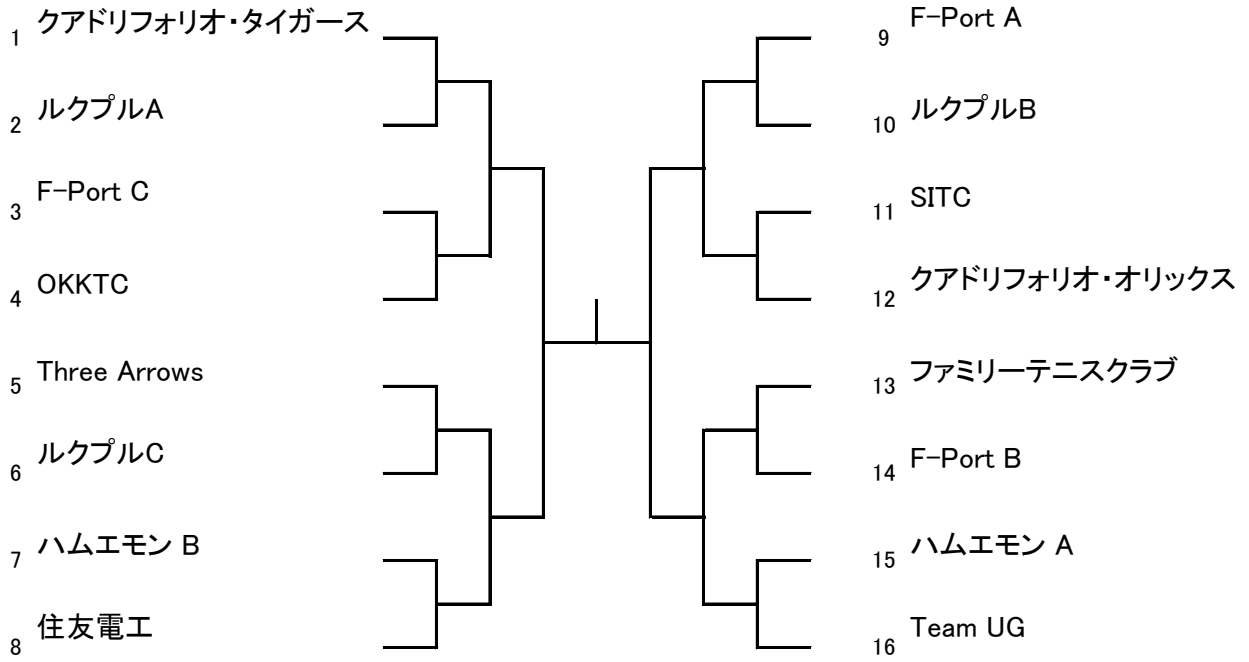 1 クアドリフォリオ・タイガース
2 ルクプルA
3 F-Port C
4 OKKTC
5 Three Arrows
6 ルクプルC
7 ハムエモン B
8 住友電工
9 F-Port A
10 ルクプルB
11 SITC
12 クアドリフォリオ・オリックス
13 ファミリーテニスクラブ
14 F-Port B
15 ハムエモン A
16 Team UG